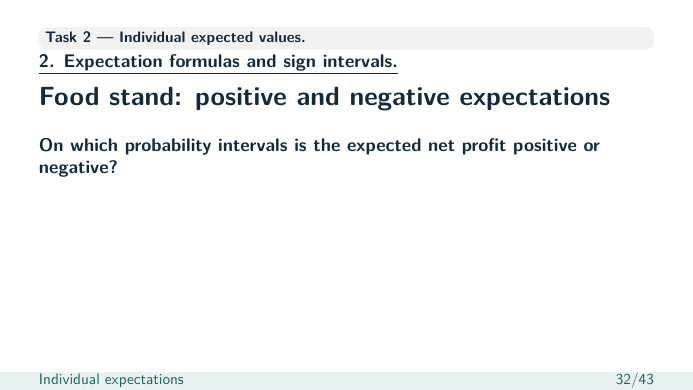 Task 2 — Individual expected values.
2. Expectation formulas and sign intervals.
Food stand: positive and negative expectations
On which probability intervals is the expected net profit positive or
negative?
Individual expectations 32/43